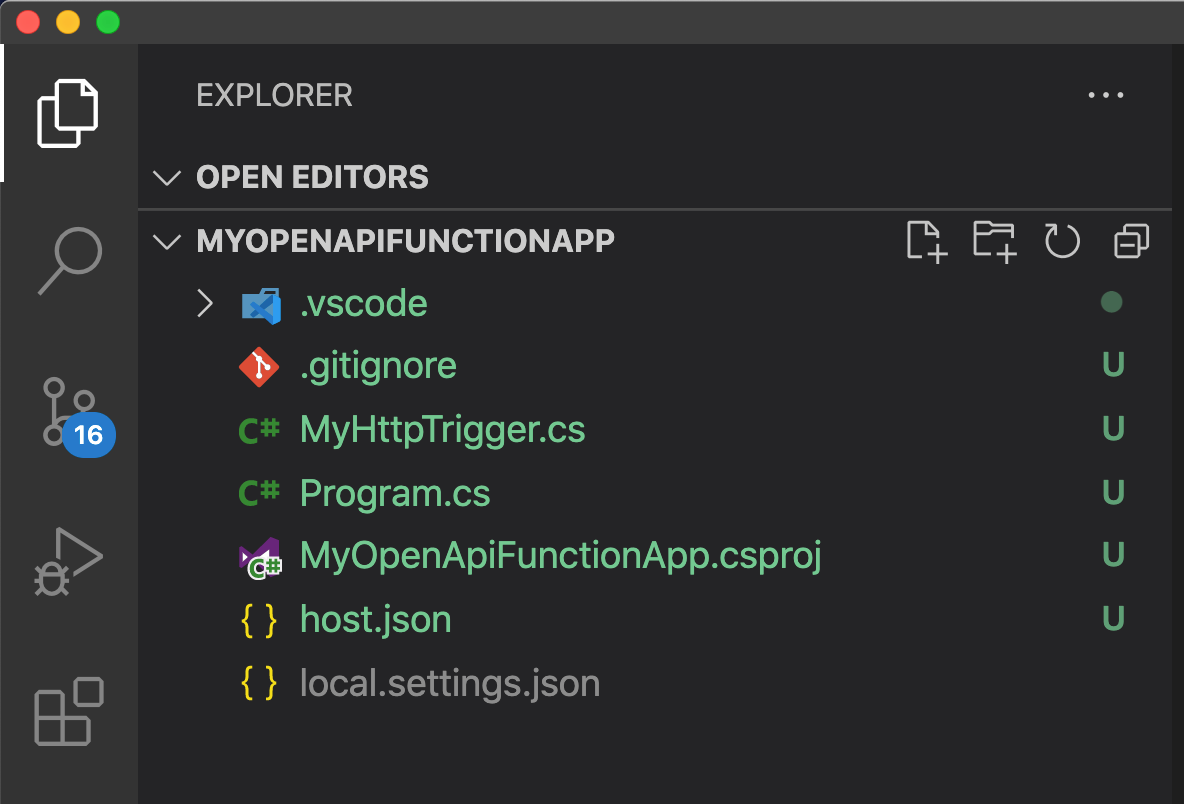 EXPLORER
OPEN EDITORS
MYOPENAPIFUNCTIONAPP
.vscode
.gitignore U
C# MyHttpTrigger.cs U
16
C# Program.cs U
C# MyOpenApiFunctionApp.csproj U
{ } host.json U
{ } local.settings.json